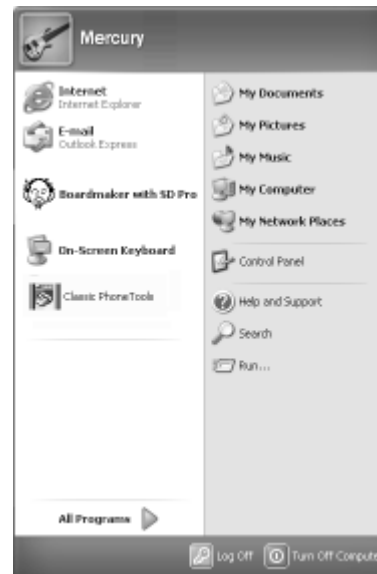 Mercury
Internet
Internet Explorer
E-mail
Outlook Express
Boardmaker with SD Pro
On-Screen Keyboard
Classic PhoneTools
All Programs
My Documents
My Pictures
My Music
My Computer
My Network Places
Control Panel
Help and Support
Search
Run...
Log Off
Turn Off Compute